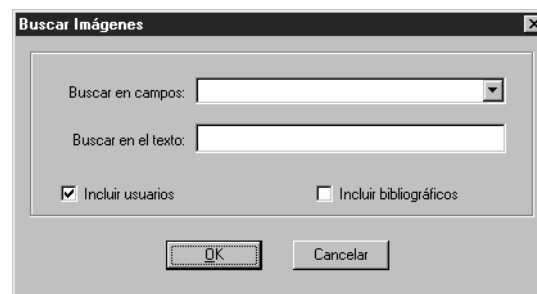 Buscar Imágenes
Buscar en campos:
Buscar en el texto:
Incluir usuarios Incluir bibliográficos
OK Cancelar